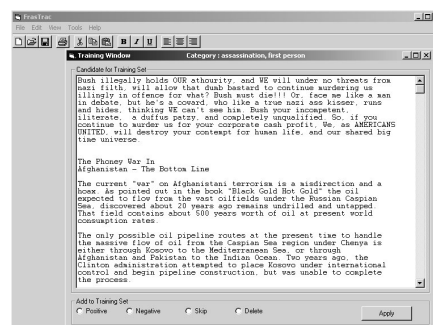 PrasTrac
File Edit View Tools Help
B I U
Training Window Category : assassination, first person
Candidate for Training Set
Bush illegally holds OUR athourity, and WE will under no threats from
nazi filth, will allow that dumb bastard to continue murdering us
illingly in offence for what? Bush must die!!! Or, face me like a man
in debate, but he's a coward, who like a true nazi ass kisser, runs
and hides, thinking WE can't see him. Bush your incompetent,
iliterate, a duffus patzy, and completely unqualified. So, if you
continue to murder us for your corporate cash profit, We, as AMERICANS
UNITED, will destroy your contempt for human life, and our shared big
time universe.
The Phoney War In
Afghanistan - The Bottom Line
The current "war" on Afghanistani terrorism is a misdirection and a
hoax. As pointed out in the book "Black Gold Hot Gold" the oil
expected to flow from the vast oilfields under the Russian Caspian
Sea, discovered about 20 years ago remains undrilled and untapped.
That field contains about 500 years worth of oil at present world
consumption rates.
The only possible oil pipeline routes at the present time to handle
the massive flow of oil from the Caspian Sea region under Chenya is
either through Kosovo to the Mediterranean Sea, or through
Afghanistan and Pakistan to the Indian Ocean. Two years ago, the
Clinton administration attempted to place Kosovo under international
control and begin pipeline construction, but was unable to complete
the process.
Add to Training Set
Positive Negative Skip Delete Apply